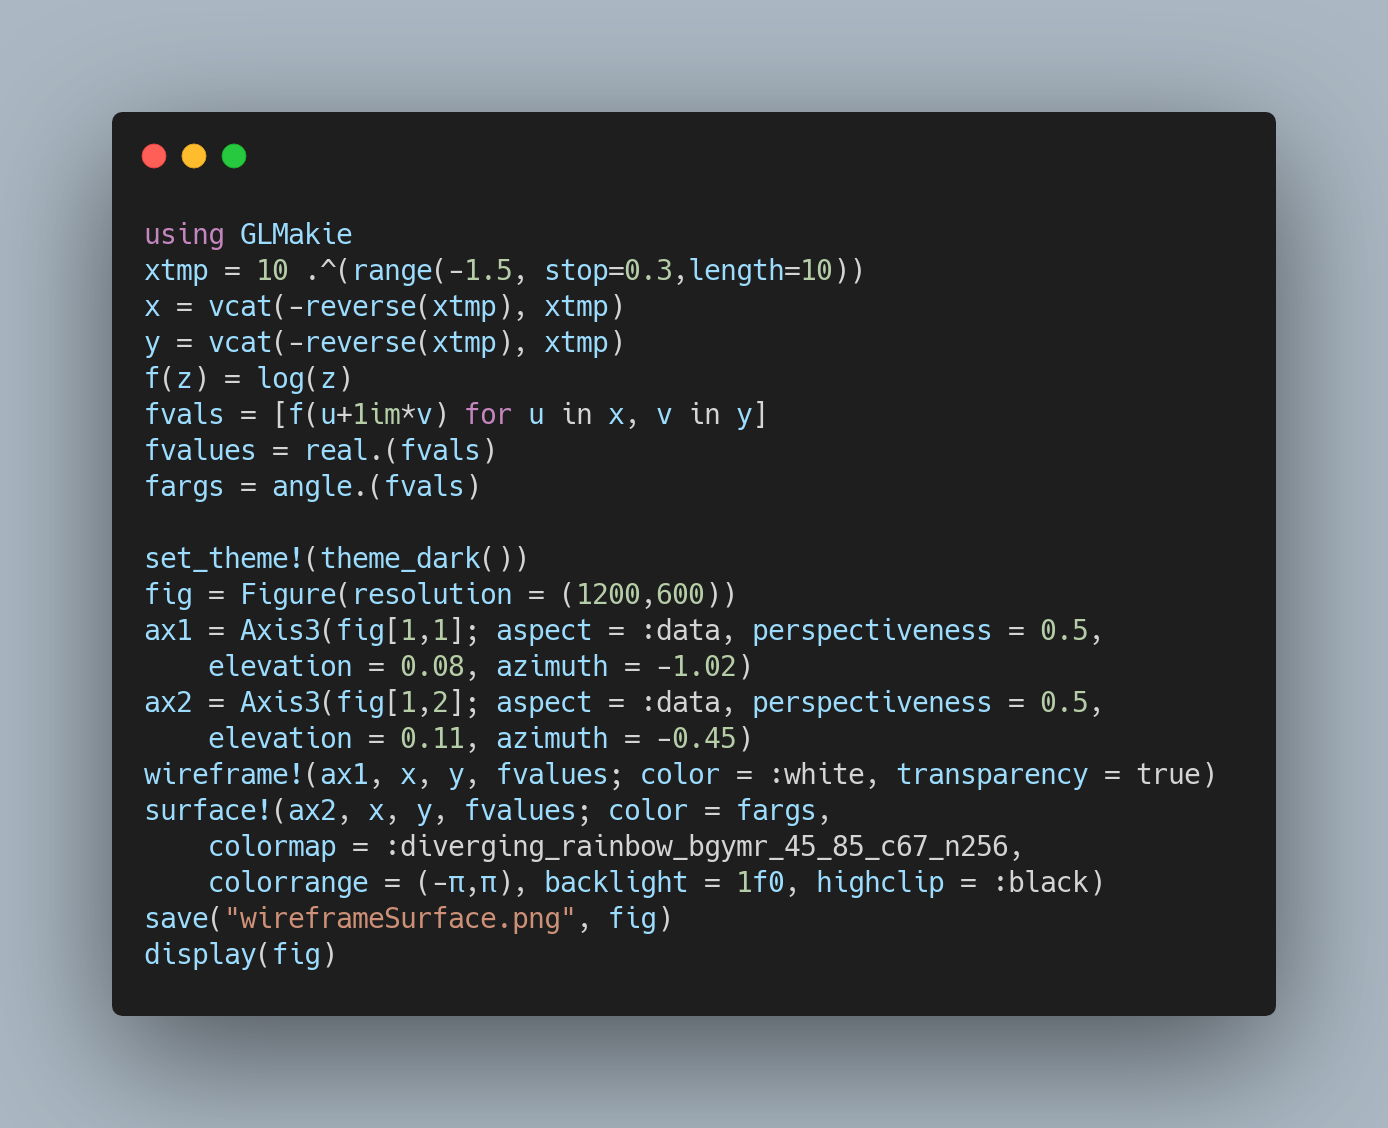 using GLMakie
xtmp = 10 .^(range(-1.5, stop=0.3,length=10))
x = vcat(-reverse(xtmp), xtmp)
y = vcat(-reverse(xtmp), xtmp)
f(z) = log(z)
fvals = [f(u+1im*v) for u in x, v in y]
fvalues = real.(fvals)
fargs = angle.(fvals)

set_theme!(theme_dark())
fig = Figure(resolution = (1200,600))
ax1 = Axis3(fig[1,1]; aspect = :data, perspectiveness = 0.5,
    elevation = 0.08, azimuth = -1.02)
ax2 = Axis3(fig[1,2]; aspect = :data, perspectiveness = 0.5,
    elevation = 0.11, azimuth = -0.45)
wireframe!(ax1, x, y, fvalues; color = :white, transparency = true)
surface!(ax2, x, y, fvalues; color = fargs,
    colormap = :diverging_rainbow_bgymr_45_85_c67_n256,
    colorrange = (-π,π), backlight = 1f0, highclip = :black)
save("wireframeSurface.png", fig)
display(fig)